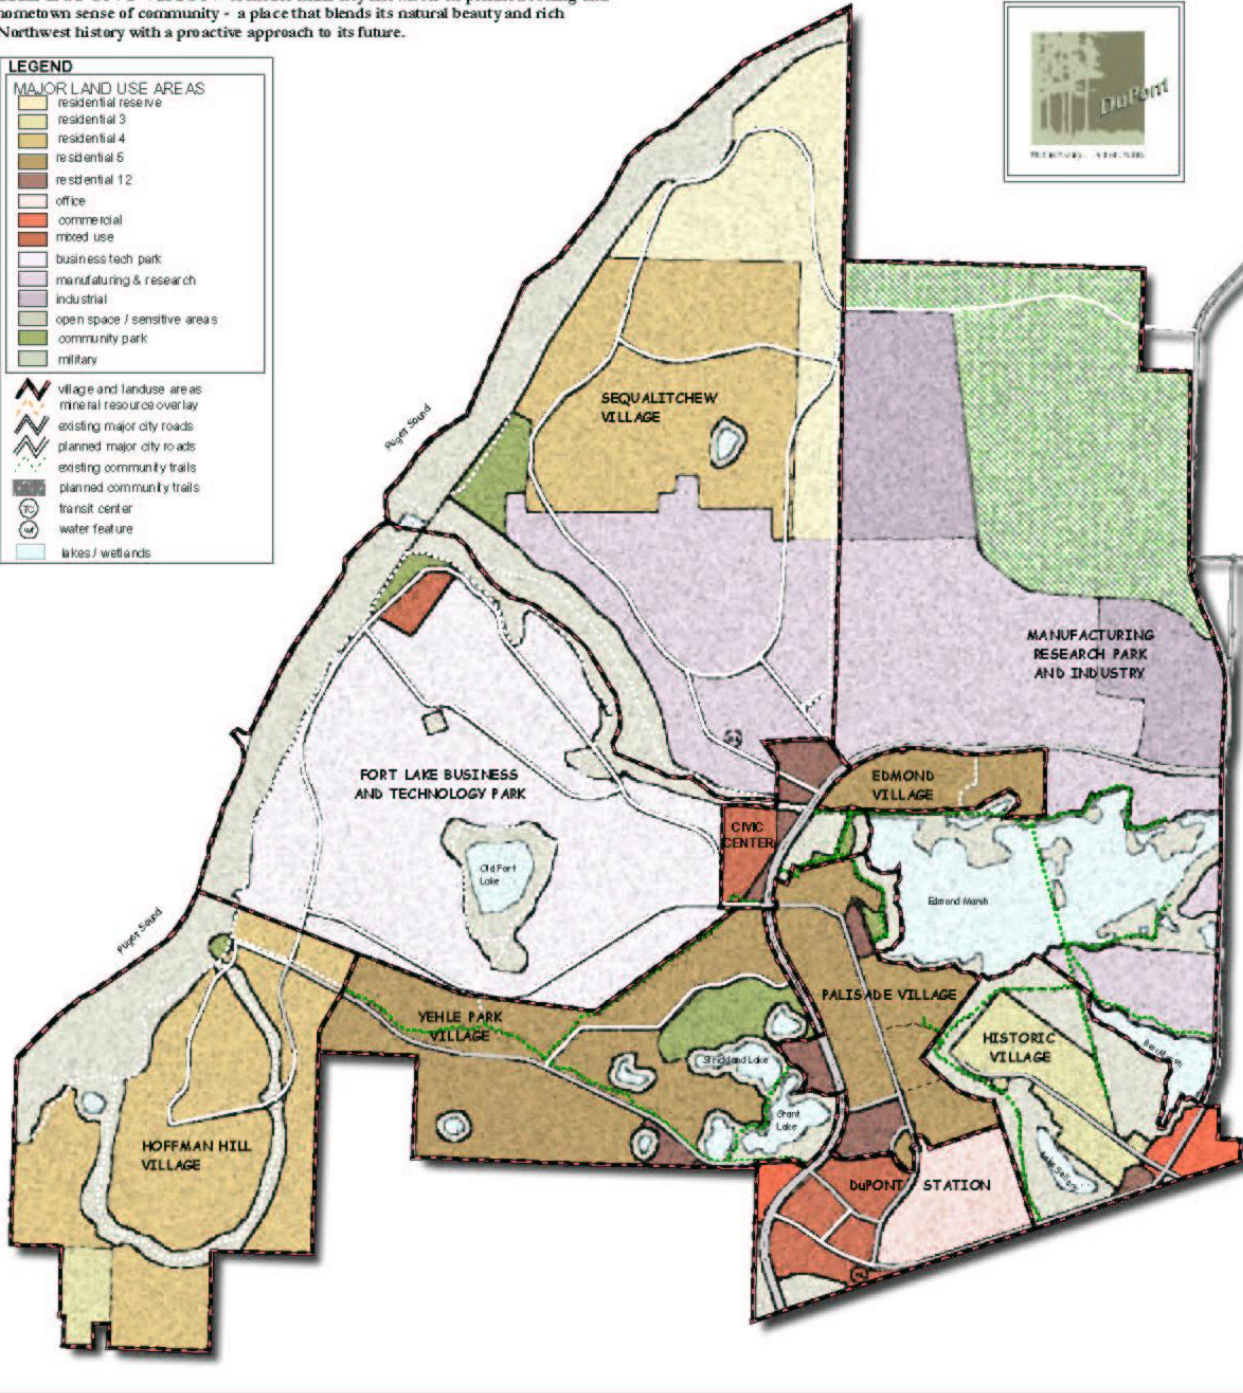 hometown sense of community - a place that blends its natural beauty and rich
Northwest history with a proactive approach to its future.
LEGEND
MAJOR LAND USE AREAS
residential reserve
residential 3
residential 4
residential 5
residential 12
office
commercial
mixed use
business tech park
manufaturing & research
industrial
open space / sensitive areas
community park
military
village and landuse areas
mineral resource overlay
existing major city roads
planned major city roads
existing community trails
planned community trails
TC
transit center
wf
water feature
lakes / wetlands
DuPont
Puget Sound
SEQUALITCHEW
VILLAGE
MANUFACTURING
RESEARCH PARK
AND INDUSTRY
FORT LAKE BUSINESS
AND TECHNOLOGY PARK
EDMOND
VILLAGE
CIVIC
CENTER
Old Fort
Lake
Edmond Marsh
Puget Sound
PALISADE VILLAGE
YEHLE PARK
VILLAGE
HISTORIC
VILLAGE
Strickland Lake
Grant
Lake
HOFFMAN HILL
VILLAGE
DuPONT STATION